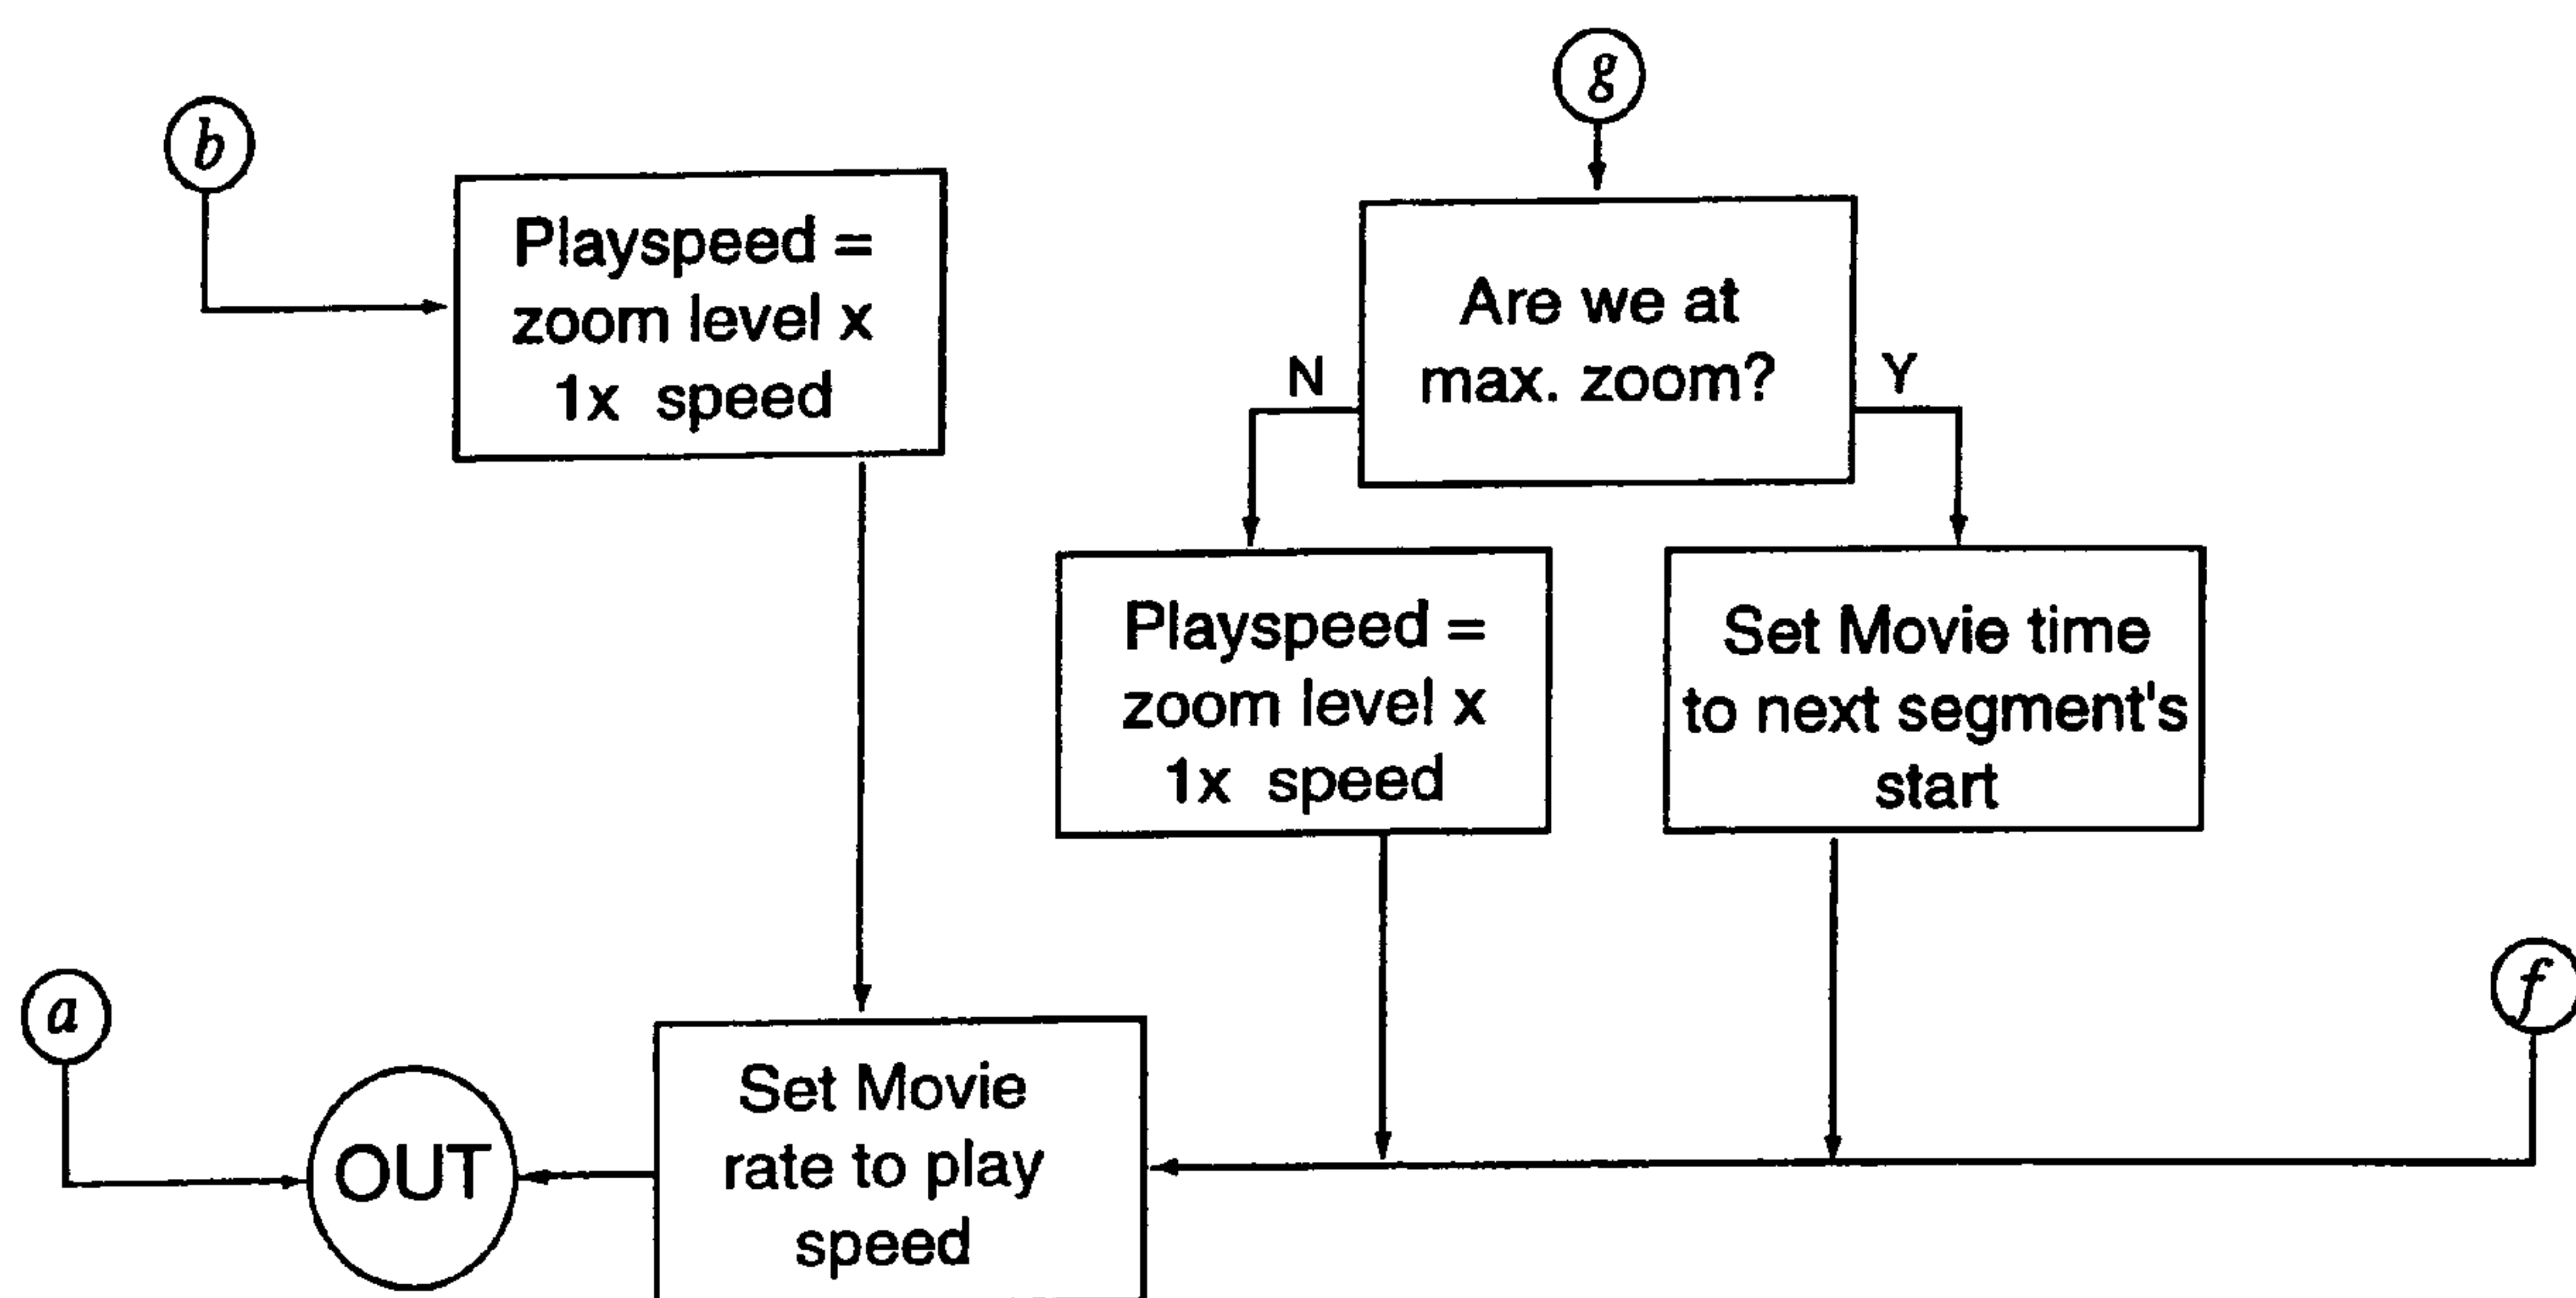 g
b
Playspeed =
zoom level x
1x speed
Are we at
max. zoom?
N
Y
Playspeed =
zoom level x
1x speed
Set Movie time
to next segment's
start
a
f
OUT
Set Movie
rate to play
speed